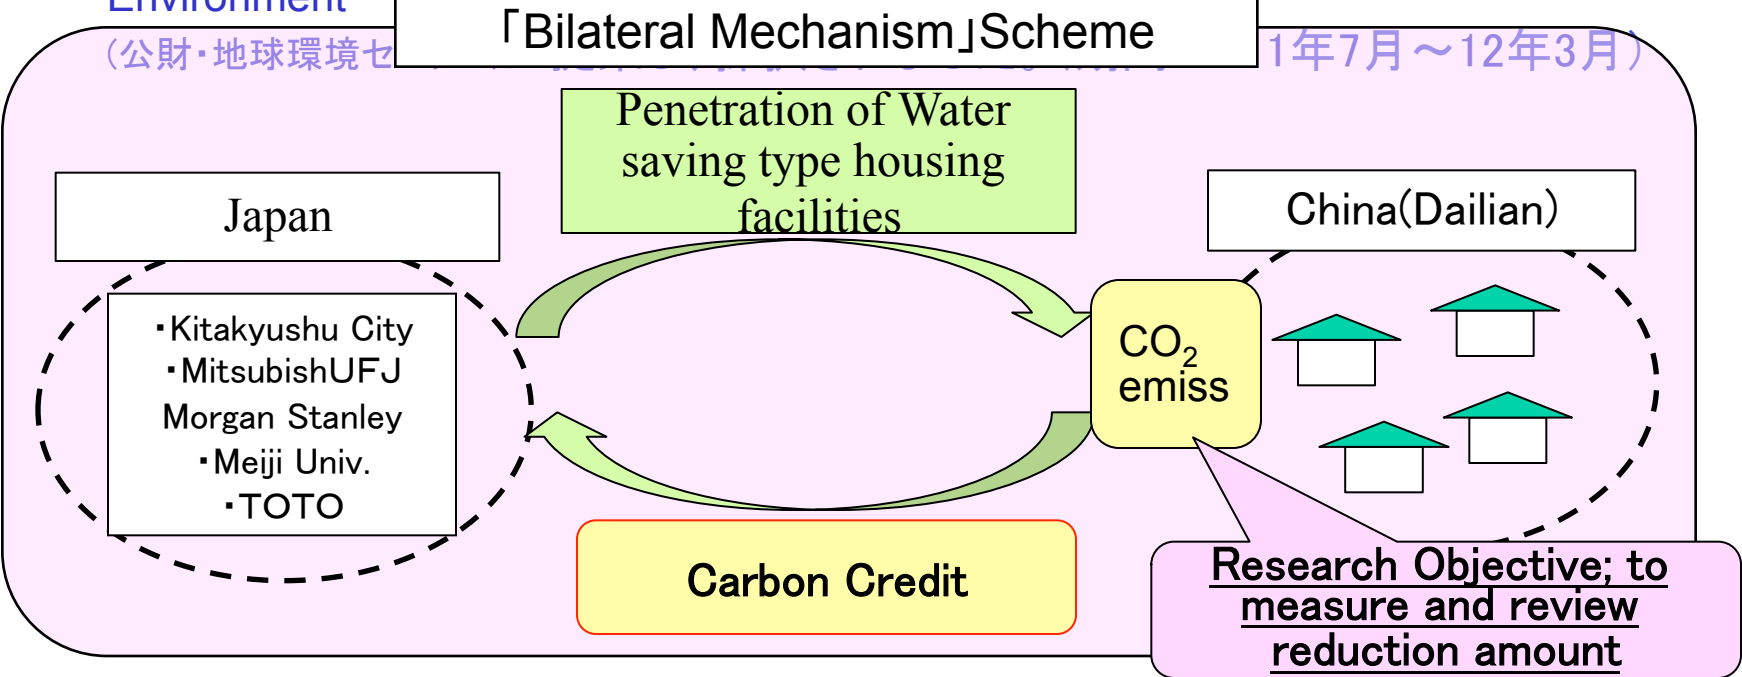 Environment
「Bilateral Mechanism」Scheme
(公財・地球環境セ
1年7月～12年3月)
Penetration of Water
saving type housing
facilities
Japan
China(Dailian)
・Kitakyushu City
・MitsubishUFJ
Morgan Stanley
・Meiji Univ.
・TOTO
CO2
emiss
Carbon Credit
Research Objective; to
measure and review
reduction amount